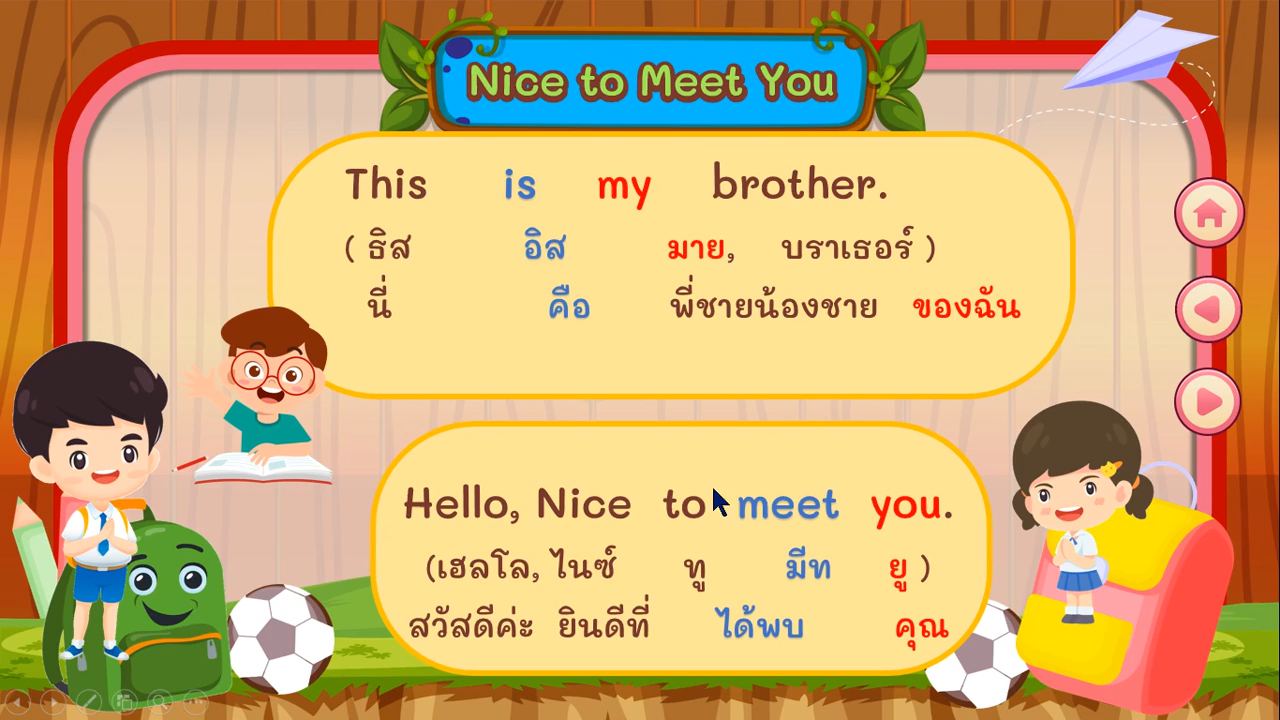 Nice to Meet You
This is my brother.
( ธิส อิส มาย, บราเธอร์ )
นี่ คือ พี่ชายน้องชาย ของฉัน
Hello, Nice to meet you.
(เฮลโล, ไนซ์ ทู มีท ยู )
สวัสดีค่ะ ยินดีที่ ได้พบ คุณ